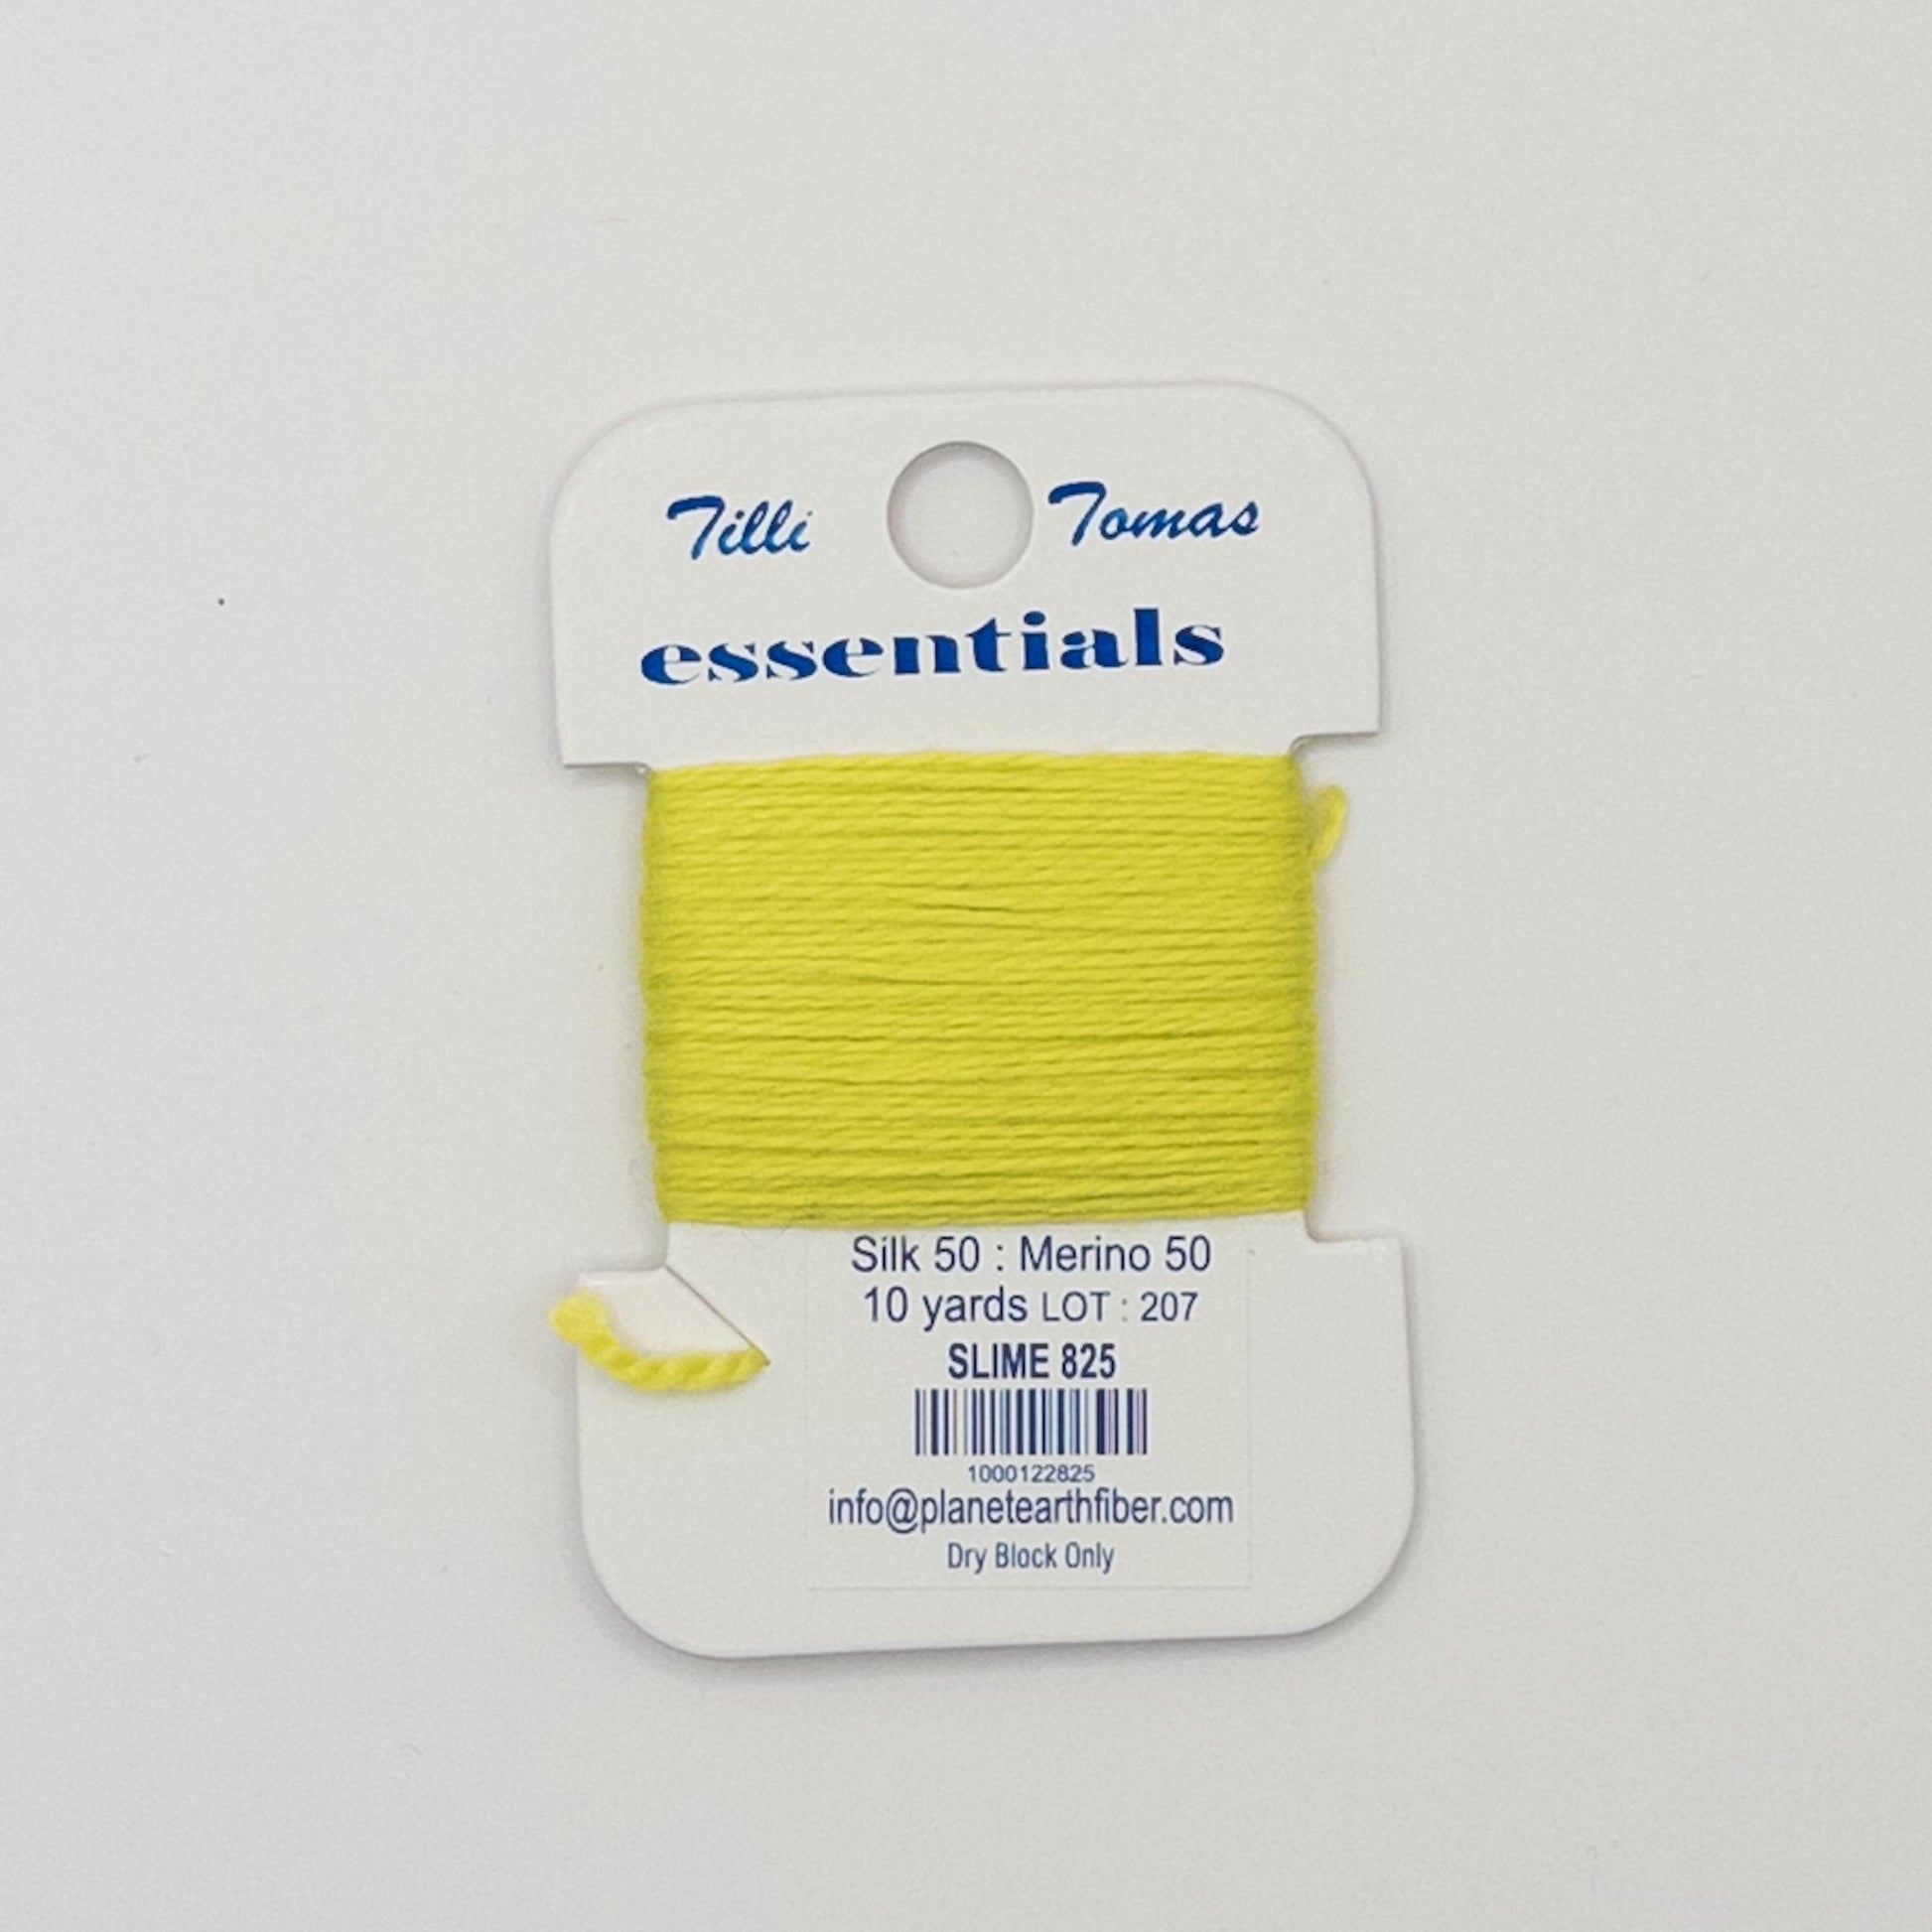 Tilli Tomas
essentials
Silk 50 : Merino 50
10 yards LOT : 207
SLIME 825
1000122825
info@planetearthfiber.com
Dry Block Only